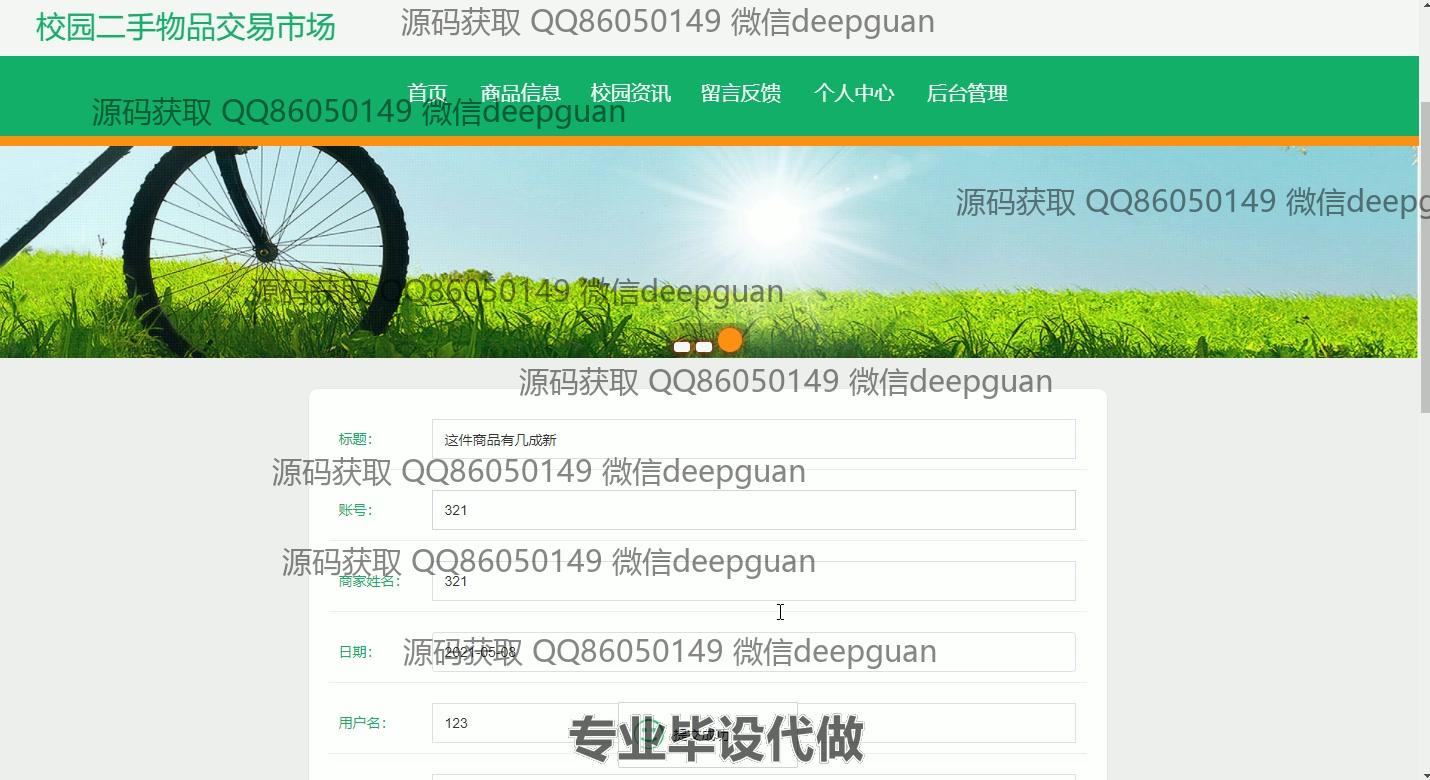 校园二手物品交易市场
源码获取 QQ86050149 微信deepguan
首页 商品信息 校园资讯 留言反馈 个人中心 后台管理
源码获取 QQ86050149 微信deepguan
源码获取 QQ86050149 微信deepg
源码获取 QQ86050149 微信deepguan
源码获取 QQ86050149 微信deepguan
标题： 这件商品有几成新
源码获取 QQ86050149 微信deepguan
账号： 321
源码获取 QQ86050149 微信deepguan
商家姓名： 321
日期： 2021-05-08
源码获取 QQ86050149 微信deepguan
用户名： 123
提交成功
专业毕设代做